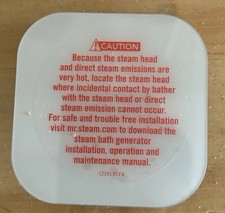 CAUTION
Because the steam head
and direct steam emissions are
very hot, locate the steam head
where incidental contact by bather
with the steam head or direct
steam emission cannot occur.
For safe and trouble free installation
visit mr.steam.com to download the
steam bath generator
installation, operation and
maintenance manual.